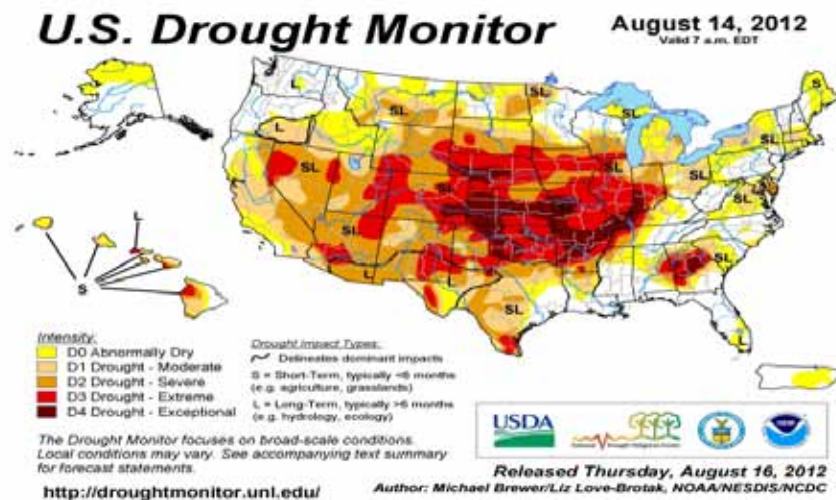 U.S. Drought Monitor
August 14, 2012
Valid 7 a.m. EDT
L
SL
SL
SL
S
L
SL
SL
SL
SL
SL
SL
SL
L
L
SL
SL
L
S
Intensity:
D0 Abnormally Dry
D1 Drought - Moderate
D2 Drought - Severe
D3 Drought - Extreme
D4 Drought - Exceptional
Drought Impact Types:
Delineates dominant impacts
S = Short-Term, typically <6 months
(e.g. agriculture, grasslands)
L = Long-Term, typically >6 months
(e.g. hydrology, ecology)
USDA
The Drought Monitor focuses on broad-scale conditions.
Local conditions may vary. See accompanying text summary
for forecast statements.
Released Thursday, August 16, 2012
http://droughtmonitor.unl.edu/
Author: Michael Brewer/Liz Love-Brotak, NOAA/NESDIS/NCDC